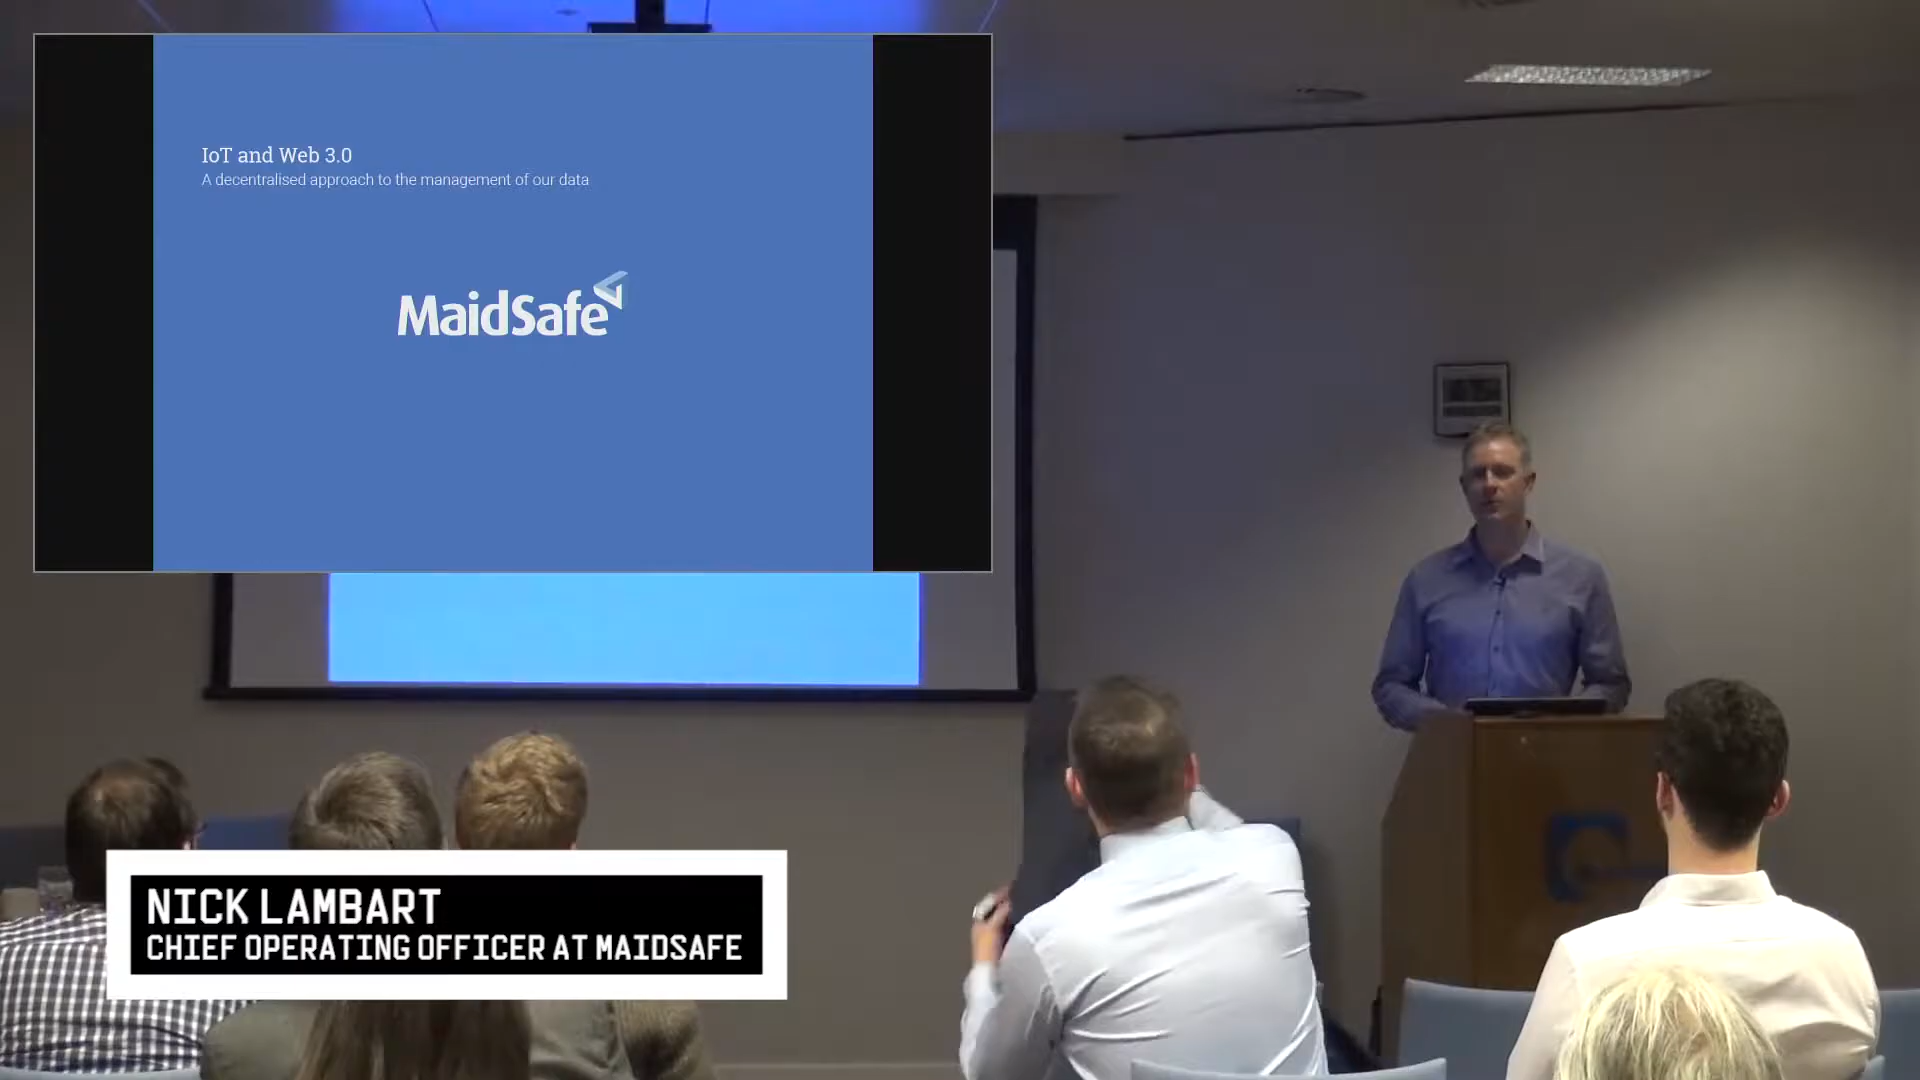 IoT and Web 3.0
A decentralised approach to the management of our data
MaidSafe
NICK LAMBART
CHIEF OPERATING OFFICER AT MAIDSAFE